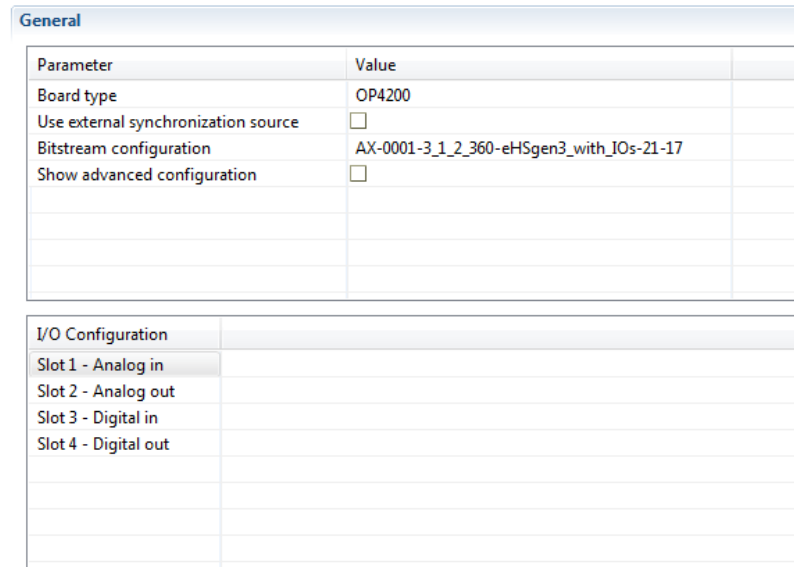 General
Parameter Value
Board type OP4200
Use external synchronization source
Bitstream configuration AX-0001-3_1_2_360-eHSgen3_with_IOs-21-17
Show advanced configuration
I/O Configuration
Slot 1 - Analog in
Slot 2 - Analog out
Slot 3 - Digital in
Slot 4 - Digital out